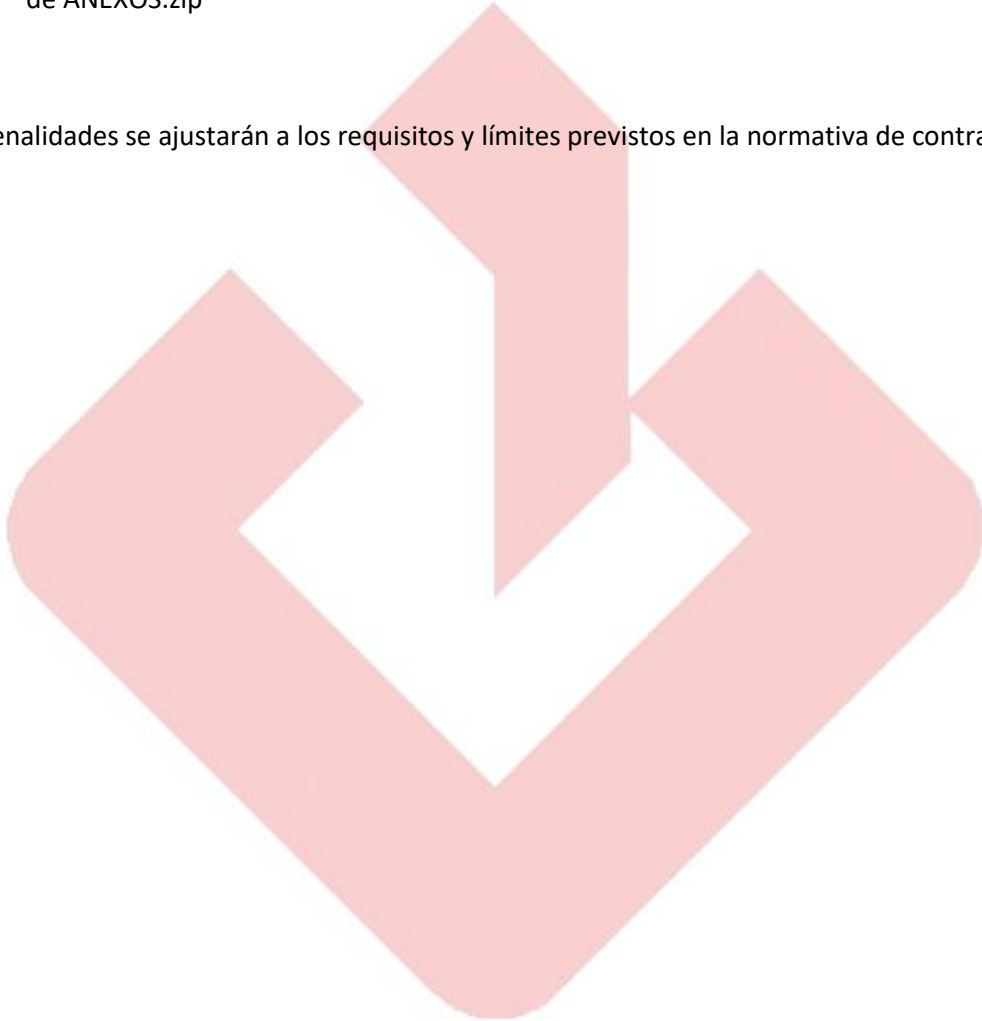 de ANEXOS.zip
enalidades se ajustarán a los requisitos y límites previstos en la normativa de contra